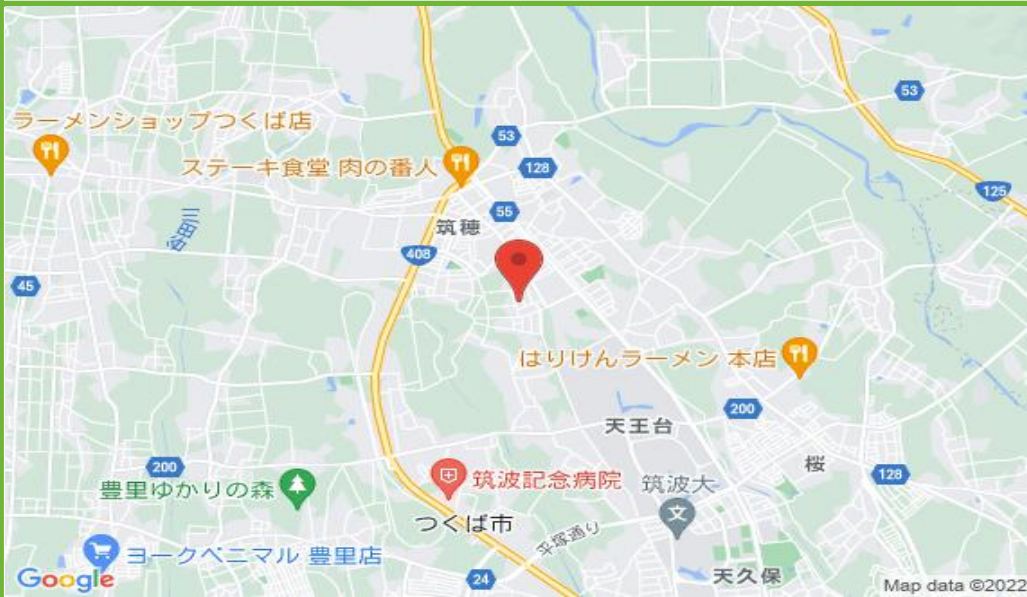 53
ラーメンショップつくば店
53
ステーキ食堂 肉の番人
128
125
55
筑穂
408
45
はりけんラーメン 本店
200
天王台
桜
200
128
筑波記念病院
筑波大
豊里ゆかりの森
つくば市
平塚通り
ヨークベニマル 豊里店
24
天久保
Google
Map data ©2022